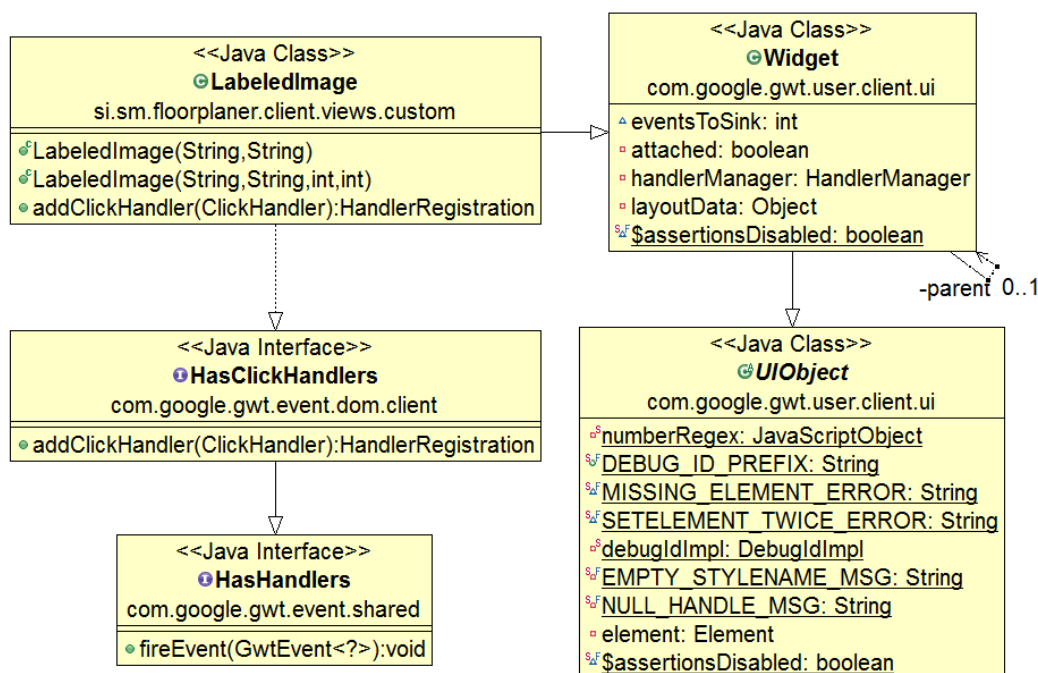 <<Java Class>>
LabeledImage
si.sm.floorplaner.client.views.custom
LabeledImage(String,String)
LabeledImage(String,String,int,int)
addClickHandler(ClickHandler):HandlerRegistration
<<Java Class>>
Widget
com.google.gwt.user.client.ui
eventsToSink: int
attached: boolean
handlerManager: HandlerManager
layoutData: Object
$assertionsDisabled: boolean
-parent 0..1
<<Java Interface>>
HasClickHandlers
com.google.gwt.event.dom.client
addClickHandler(ClickHandler):HandlerRegistration
<<Java Interface>>
HasHandlers
com.google.gwt.event.shared
fireEvent(GwtEvent<?>):void
<<Java Class>>
UIObject
com.google.gwt.user.client.ui
numberRegex: JavaScriptObject
DEBUG_ID_PREFIX: String
MISSING_ELEMENT_ERROR: String
SETELEMENT_TWICE_ERROR: String
debugIdImpl: DebugIdImpl
EMPTY_STYLENAME_MSG: String
NULL_HANDLE_MSG: String
element: Element
$assertionsDisabled: boolean